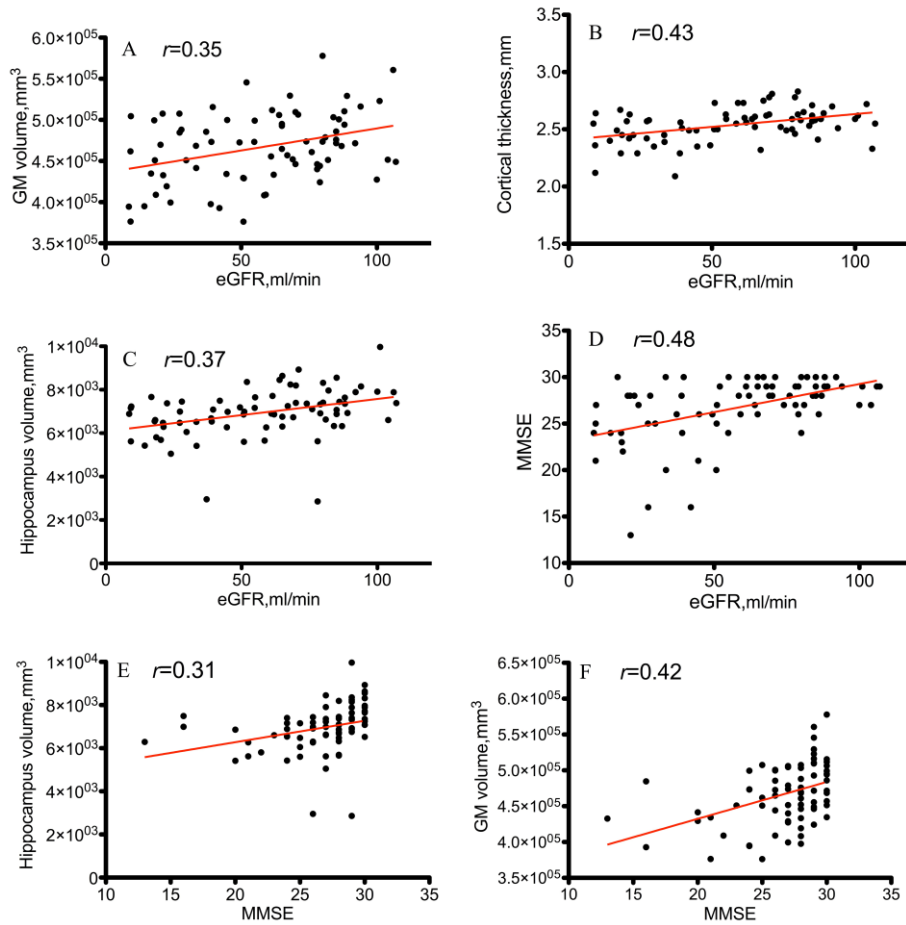 A r=0.35
GM volume,mm³
6.0×10⁰⁵
5.5×10⁰⁵
5.0×10⁰⁵
4.5×10⁰⁵
4.0×10⁰⁵
3.5×10⁰⁵
0 50 100
eGFR,ml/min
B r=0.43
Cortical thickness,mm
3.5
3.0
2.5
2.0
1.5
0 50 100
eGFR,ml/min
C r=0.37
Hippocampus volume,mm³
1×10⁰⁴
8×10⁰³
6×10⁰³
4×10⁰³
2×10⁰³
0
0 50 100
eGFR,ml/min
D r=0.48
MMSE
35
30
25
20
15
10
0 50 100
eGFR,ml/min
E r=0.31
Hippocampus volume,mm³
1×10⁰⁴
8×10⁰³
6×10⁰³
4×10⁰³
2×10⁰³
0
10 15 20 25 30 35
MMSE
F r=0.42
GM volume,mm³
6.5×10⁰⁵
6.0×10⁰⁵
5.5×10⁰⁵
5.0×10⁰⁵
4.5×10⁰⁵
4.0×10⁰⁵
3.5×10⁰⁵
10 15 20 25 30 35
MMSE